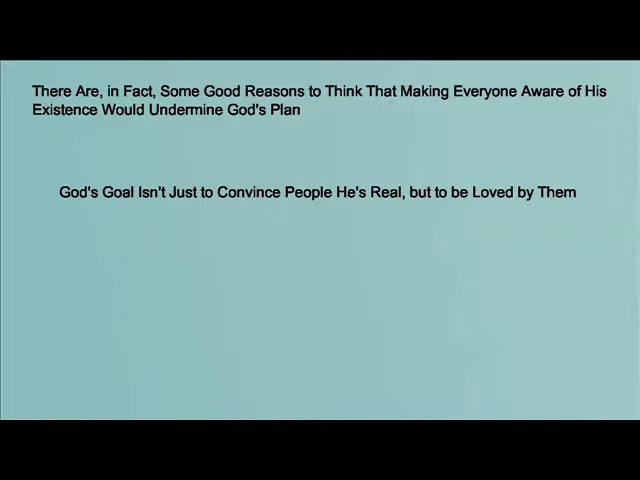 There Are, in Fact, Some Good Reasons to Think That Making Everyone Aware of His
Existence Would Undermine God's Plan
God's Goal Isn't Just to Convince People He's Real, but to be Loved by Them